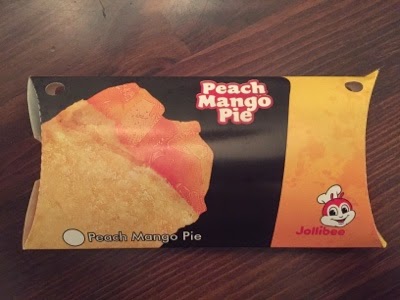 Peach
Mango
Pie
Jollibee
Peach Mango Pie